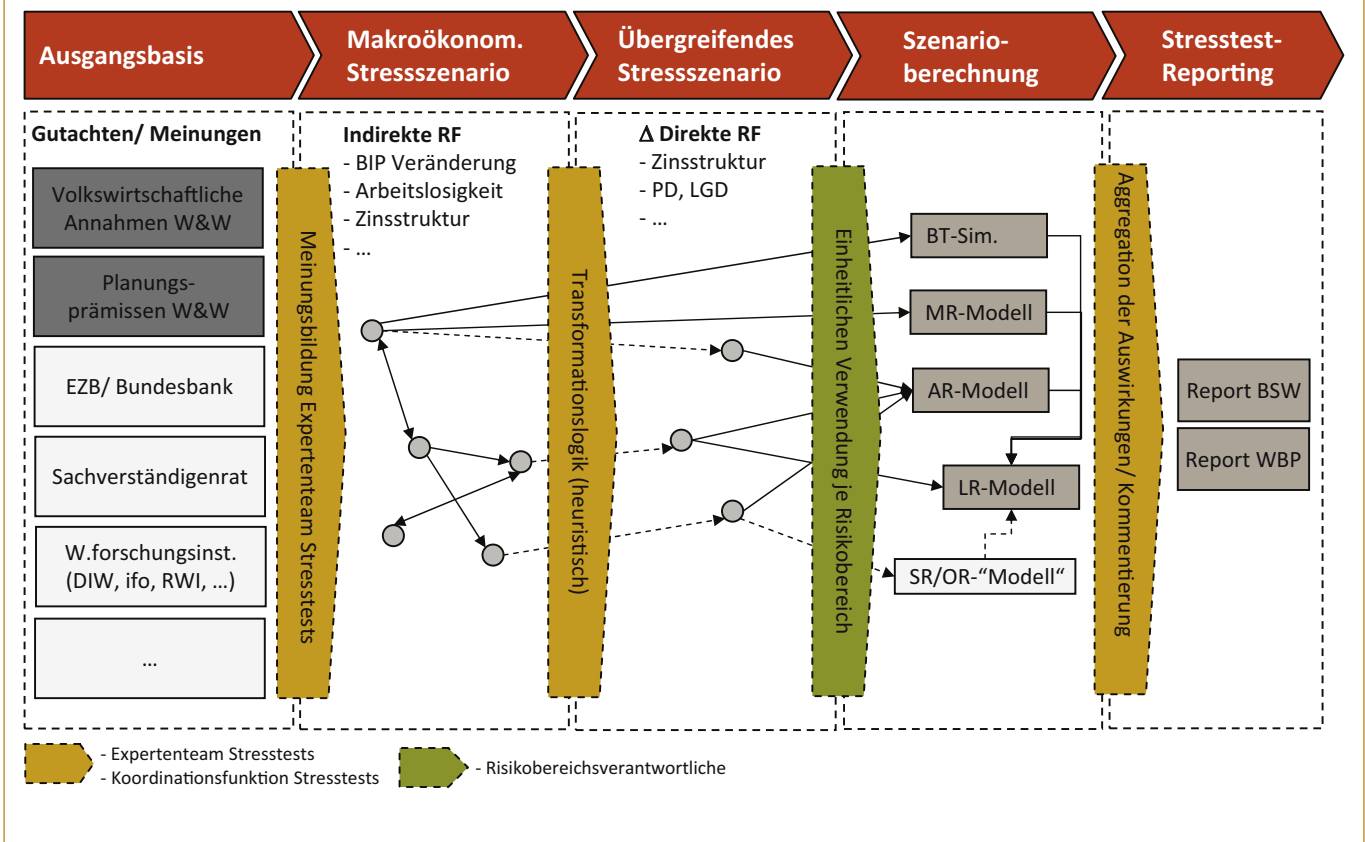 Ausgangsbasis
Makroökonom.
Stressszenario
Übergreifendes
Stressszenario
Szenario-
berechnung
Stresstest-
Reporting
Gutachten/ Meinungen
Volkswirtschaftliche
Annahmen W&W
Planungs-
prämissen W&W
EZB/ Bundesbank
Sachverständigenrat
W.forschungsinst.
(DIW, ifo, RWI, ...)
...
Meinungsbildung Expertenteam Stresstests
Indirekte RF
- BIP Veränderung
- Arbeitslosigkeit
- Zinsstruktur
- ...
Transformationslogik (heuristisch)
Δ Direkte RF
- Zinsstruktur
- PD, LGD
- ...
Einheitlichen Verwendung je Risikobereich
BT-Sim.
MR-Modell
AR-Modell
LR-Modell
SR/OR-“Modell“
Aggregation der Auswirkungen/ Kommentierung
Report BSW
Report WBP
- Expertenteam Stresstests
- Koordinationsfunktion Stresstests
- Risikobereichsverantwortliche